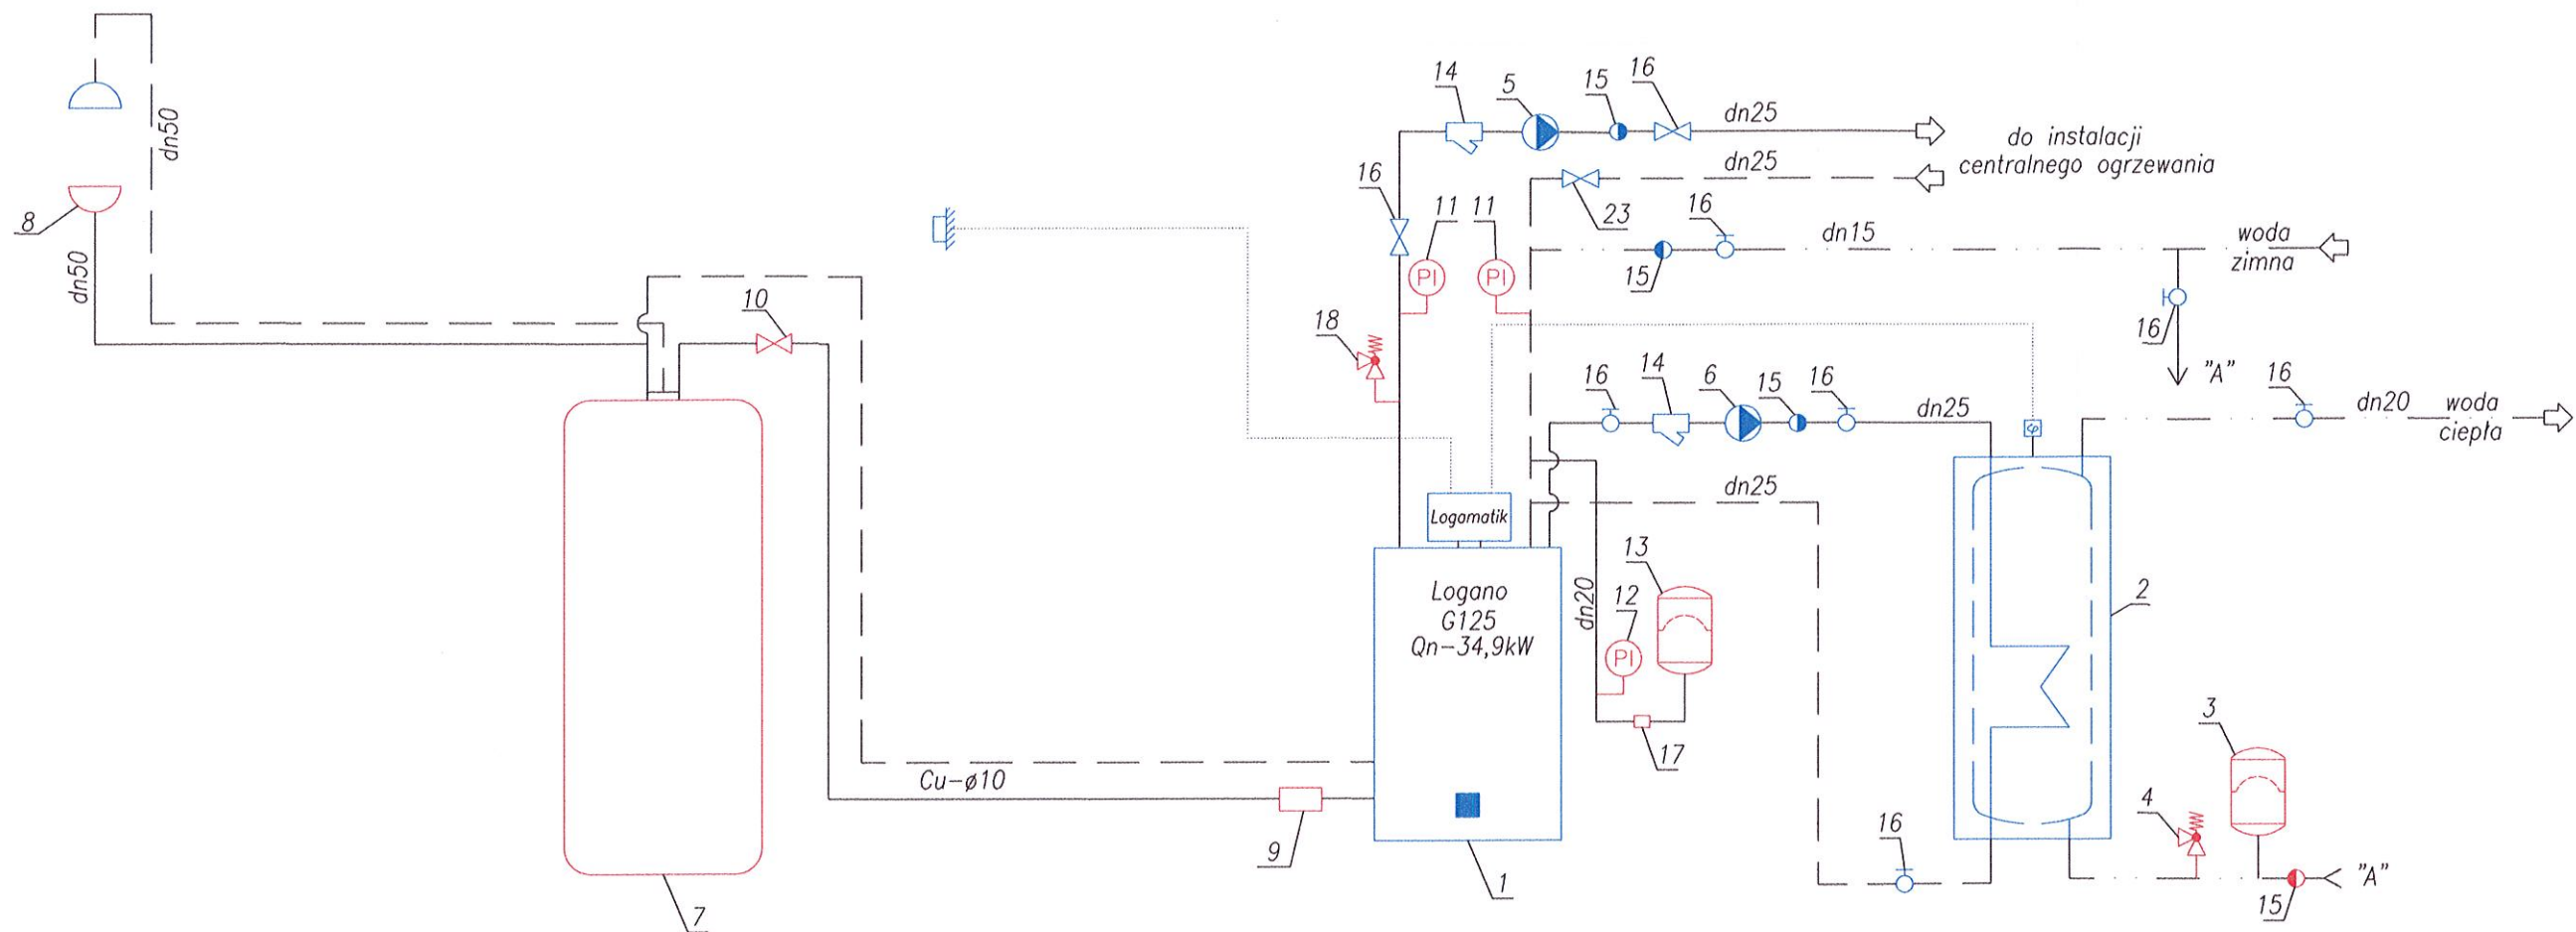 14
5
15
16
dn25
do instalacji
centralnego ogrzewania
dn50
dn25
16
11
11
23
16
8
dn15
woda
zimna
dn50
15
10
18
16
"A"
16
14
6
15
16
dn25
16
dn20
woda
ciepła
φ
PI
PI
dn25
Logamatik
13
Logano
G125
Qn-34,9kW
dn20
12
2
PI
3
17
Cu-ø10
4
16
9
1
"A"
15
7